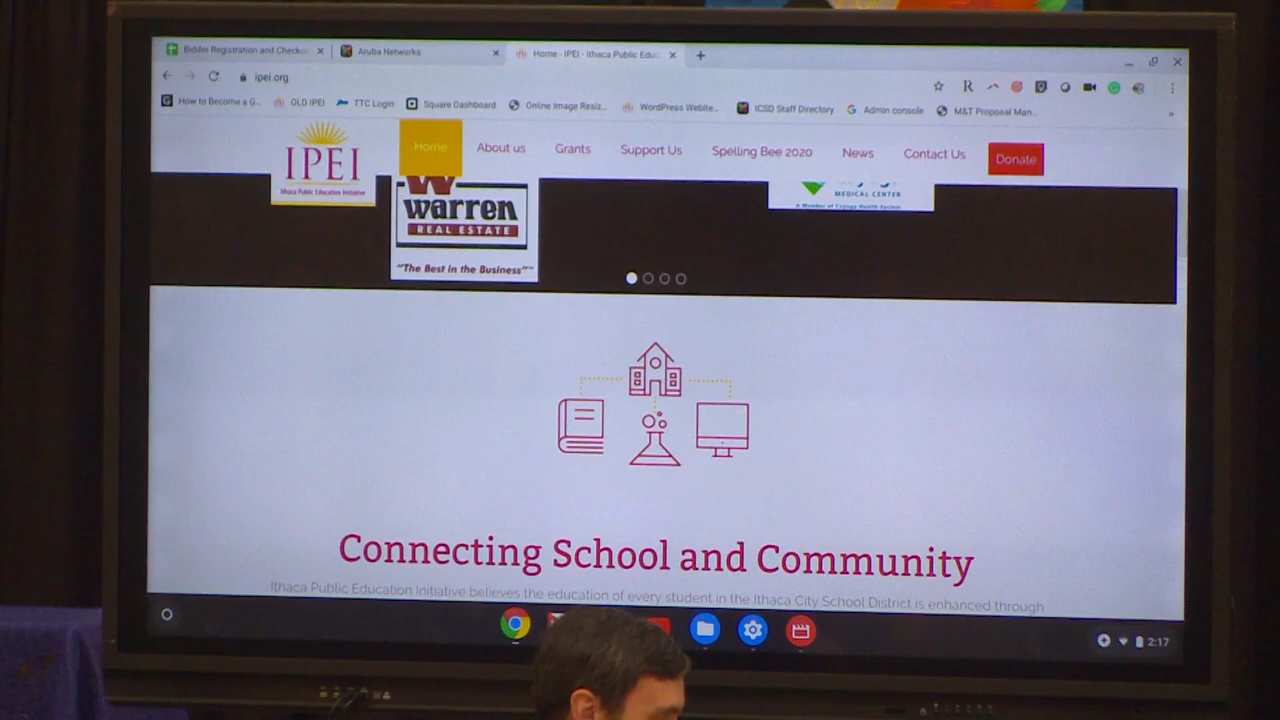 Bidder Registration and Checko
Aruba Networks
Home - IPEI - Ithaca Public Educ
ipei.org
How to Become a G...
OLD IPEI
TTC Login
Square Dashboard
Online Image Resiz...
WordPress Webite...
ICSD Staff Directory
Admin console
M&T Proposal Man...
»
IPEI
Ithaca Public Education Initiative
Home
About us
Grants
Support Us
Spelling Bee 2020
News
Contact Us
Donate
W
warren
REAL ESTATE
"The Best in the Business"
MEDICAL CENTER
A Member of Cayuga Health System
Connecting School and Community
Ithaca Public Education Initiative believes the education of every student in the Ithaca City School District is enhanced through
2:17